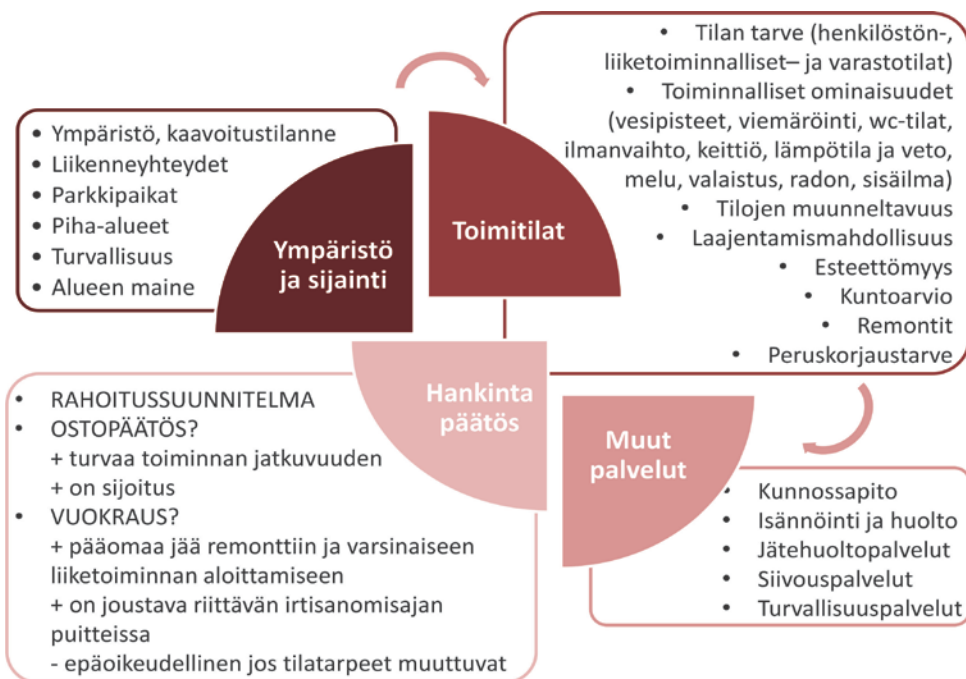 • Ympäristö, kaavoitustilanne
• Liikenneyhteydet
• Parkkipaikat
• Piha-alueet
• Turvallisuus
• Alueen maine
Ympäristö
ja sijainti
Toimitilat
• Tilan tarve (henkilöstön-,
liiketoiminnalliset– ja varastotilat)
• Toiminnalliset ominaisuudet
(vesipisteet, viemäröinti, wc-tilat,
ilmanvaihto, keittiö, lämpötila ja veto,
melu, valaistus, radon, sisäilma)
• Tilojen muunneltavuus
• Laajentamismahdollisuus
• Esteettömyys
• Kuntoarvio
• Remontit
• Peruskorjaustarve
Muut
palvelut
• Kunnossapito
• Isännöinti ja huolto
• Jätehuoltopalvelut
• Siivouspalvelut
• Turvallisuuspalvelut
Hankinta
päätös
• RAHOITUSSUUNNITELMA
• OSTOPÄÄTÖS?
+ turvaa toiminnan jatkuvuuden
+ on sijoitus
• VUOKRAUS?
+ pääomaa jää remonttiin ja varsinaiseen
liiketoiminnan aloittamiseen
+ on joustava riittävän irtisanomisajan
puitteissa
- epäoikeudellinen jos tilatarpeet muuttuvat